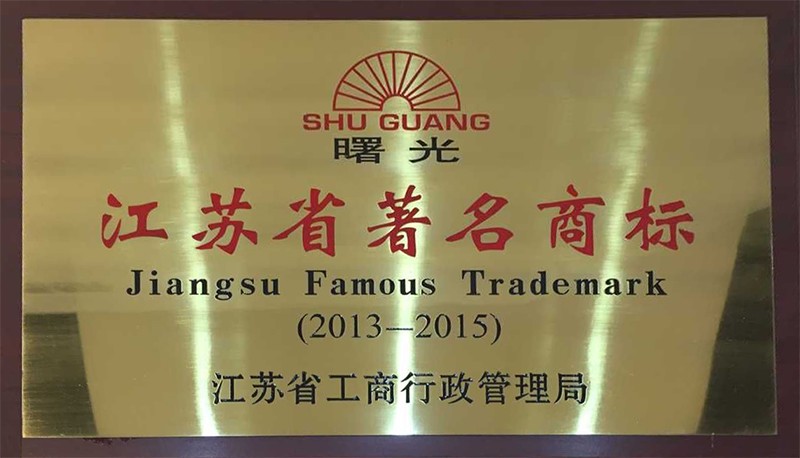 SHU GUANG
曙光
江苏省著名商标
Jiangsu Famous Trademark
(2013—2015)
江苏省工商行政管理局